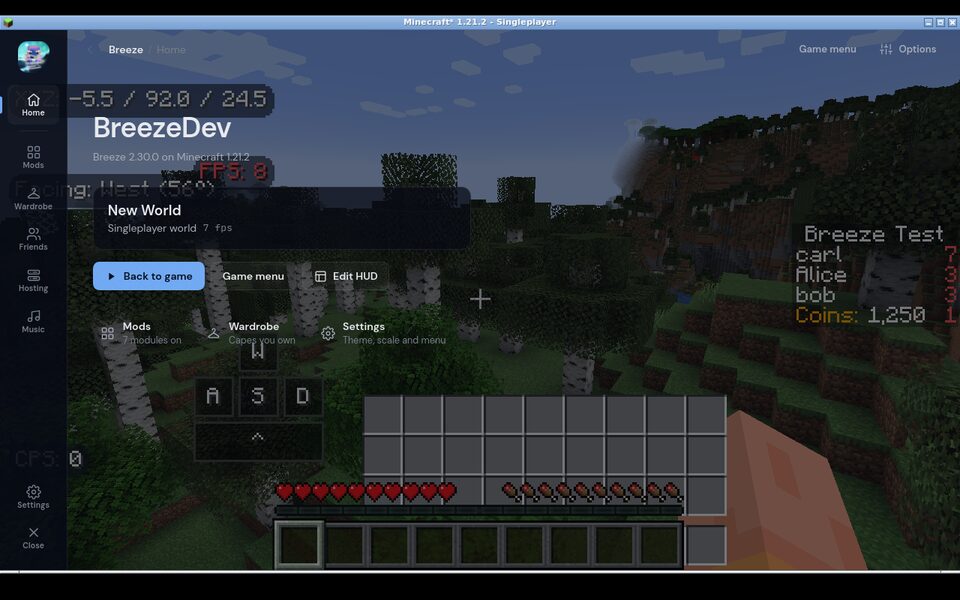 Minecraft* 1.21.2 - Singleplayer
Breeze / Home
Game menu
Options
-5.5 / 92.0 / 24.5
Home
BreezeDev
Breeze 2.30.0 on Minecraft 1.21.2
FPS: 8
Mods
Facing: West (56°)
Wardrobe
New World
Singleplayer world 7 fps
Friends
Breeze Test
carl 7
Alice 3
bob 3
Coins: 1,250 1
Hosting
Back to game
Game menu
Edit HUD
Music
Mods
7 modules on
Wardrobe
Capes you own
Settings
Theme, scale and menu
W
A S D
^
CPS: 0
Settings
Close